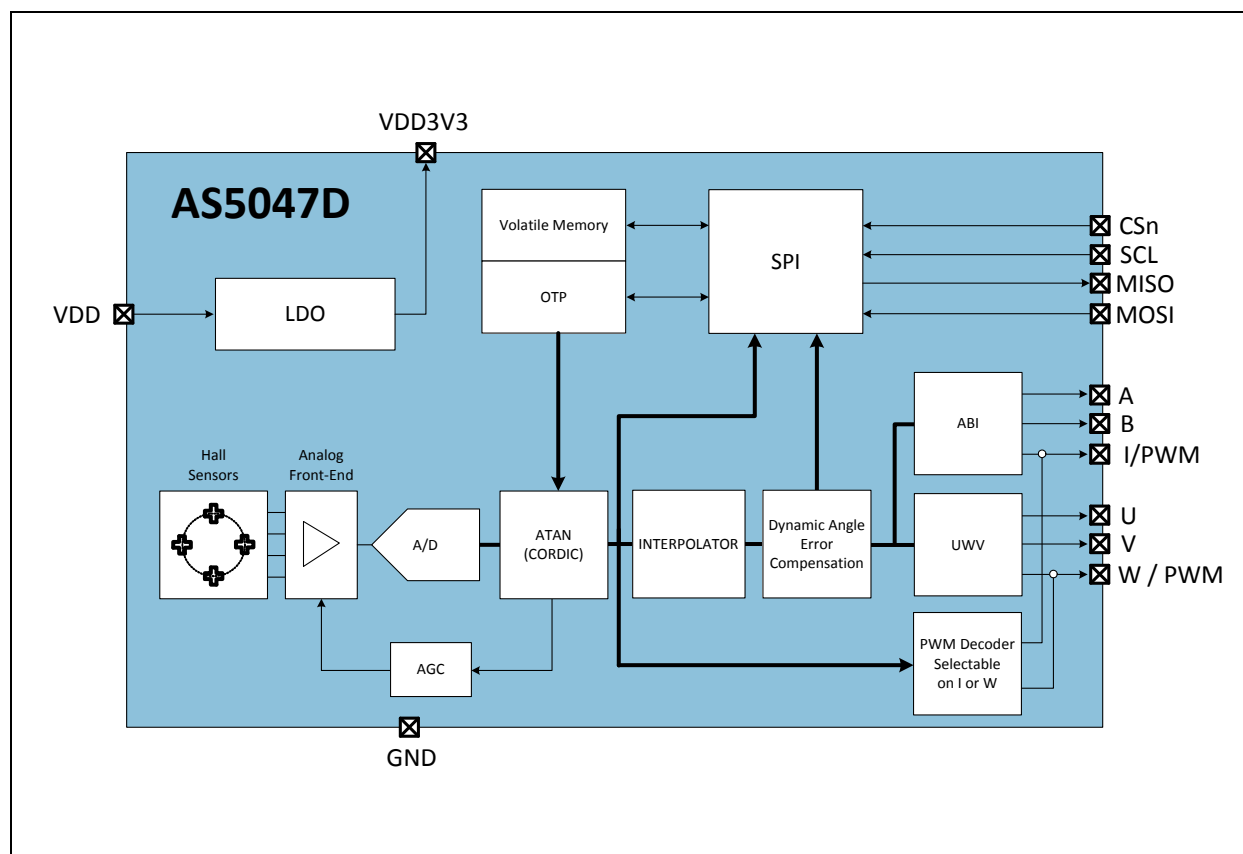 VDD3V3
AS5047D
Volatile Memory
OTP
SPI
CSn
SCL
MISO
MOSI
VDD
LDO
A
B
I/PWM
ABI
Hall
Sensors
Analog
Front-End
A/D
ATAN
(CORDIC)
INTERPOLATOR
Dynamic Angle
Error
Compensation
UWV
U
V
W / PWM
AGC
PWM Decoder
Selectable
on I or W
GND